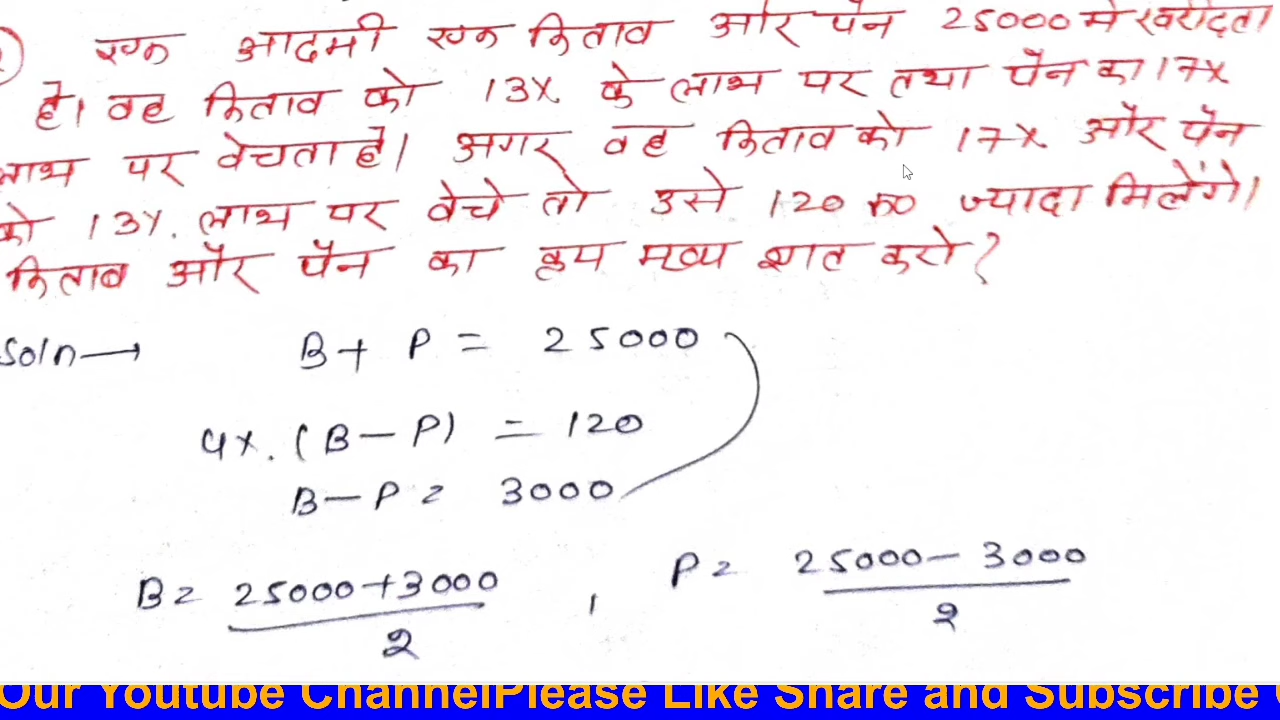 एक आदमी एक किताब और पैन 25000 मे खरीदता
है। वह किताब को 13% के लाभ पर तथा पैन का 17%
लाभ पर वेचता है। अगर वह किताब को 17% और पैन
को 13% लाभ पर वेचे तो उसे 120 रू० ज्यादा मिलेंगे।
किताब और पैन का क्रय मूल्य ज्ञात करो?
Soln → B + P = 25000
4%. (B - P) = 120
B - P = 3000
B = 25000 + 3000 / 2 , P = 25000 - 3000 / 2
Our Youtube ChannelPlease Like Share and Subscribe